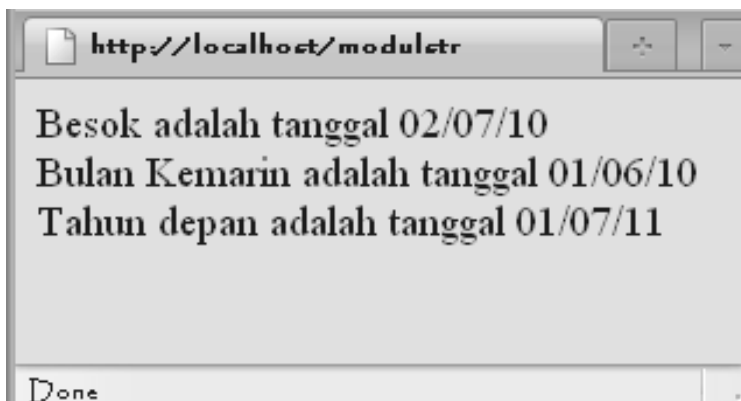 http://localhost/modulstr
Besok adalah tanggal 02/07/10
Bulan Kemarin adalah tanggal 01/06/10
Tahun depan adalah tanggal 01/07/11
Done